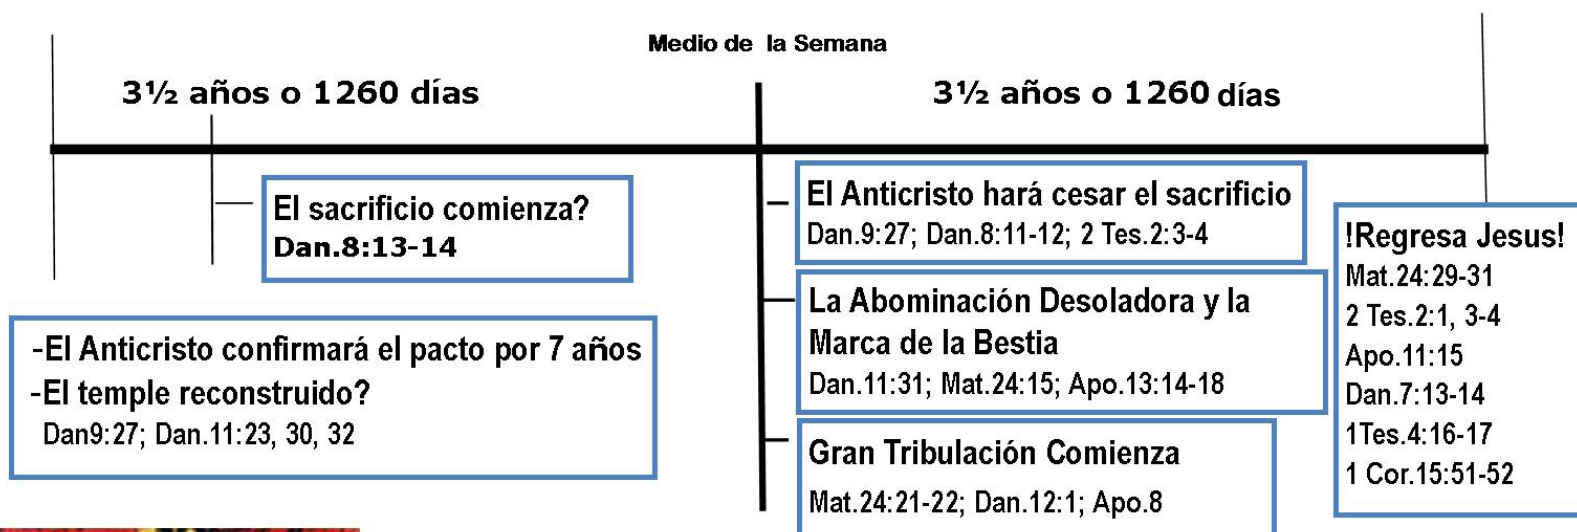 Medio de la Semana
3½ años o 1260 días
3½ años o 1260 días
El sacrificio comienza?
Dan.8:13-14
-El Anticristo confirmará el pacto por 7 años
-El temple reconstruido?
Dan9:27; Dan.11:23, 30, 32
El Anticristo hará cesar el sacrificio
Dan.9:27; Dan.8:11-12; 2 Tes.2:3-4
La Abominación Desoladora y la
Marca de la Bestia
Dan.11:31; Mat.24:15; Apo.13:14-18
Gran Tribulación Comienza
Mat.24:21-22; Dan.12:1; Apo.8
!Regresa Jesus!
Mat.24:29-31
2 Tes.2:1, 3-4
Apo.11:15
Dan.7:13-14
1Tes.4:16-17
1 Cor.15:51-52